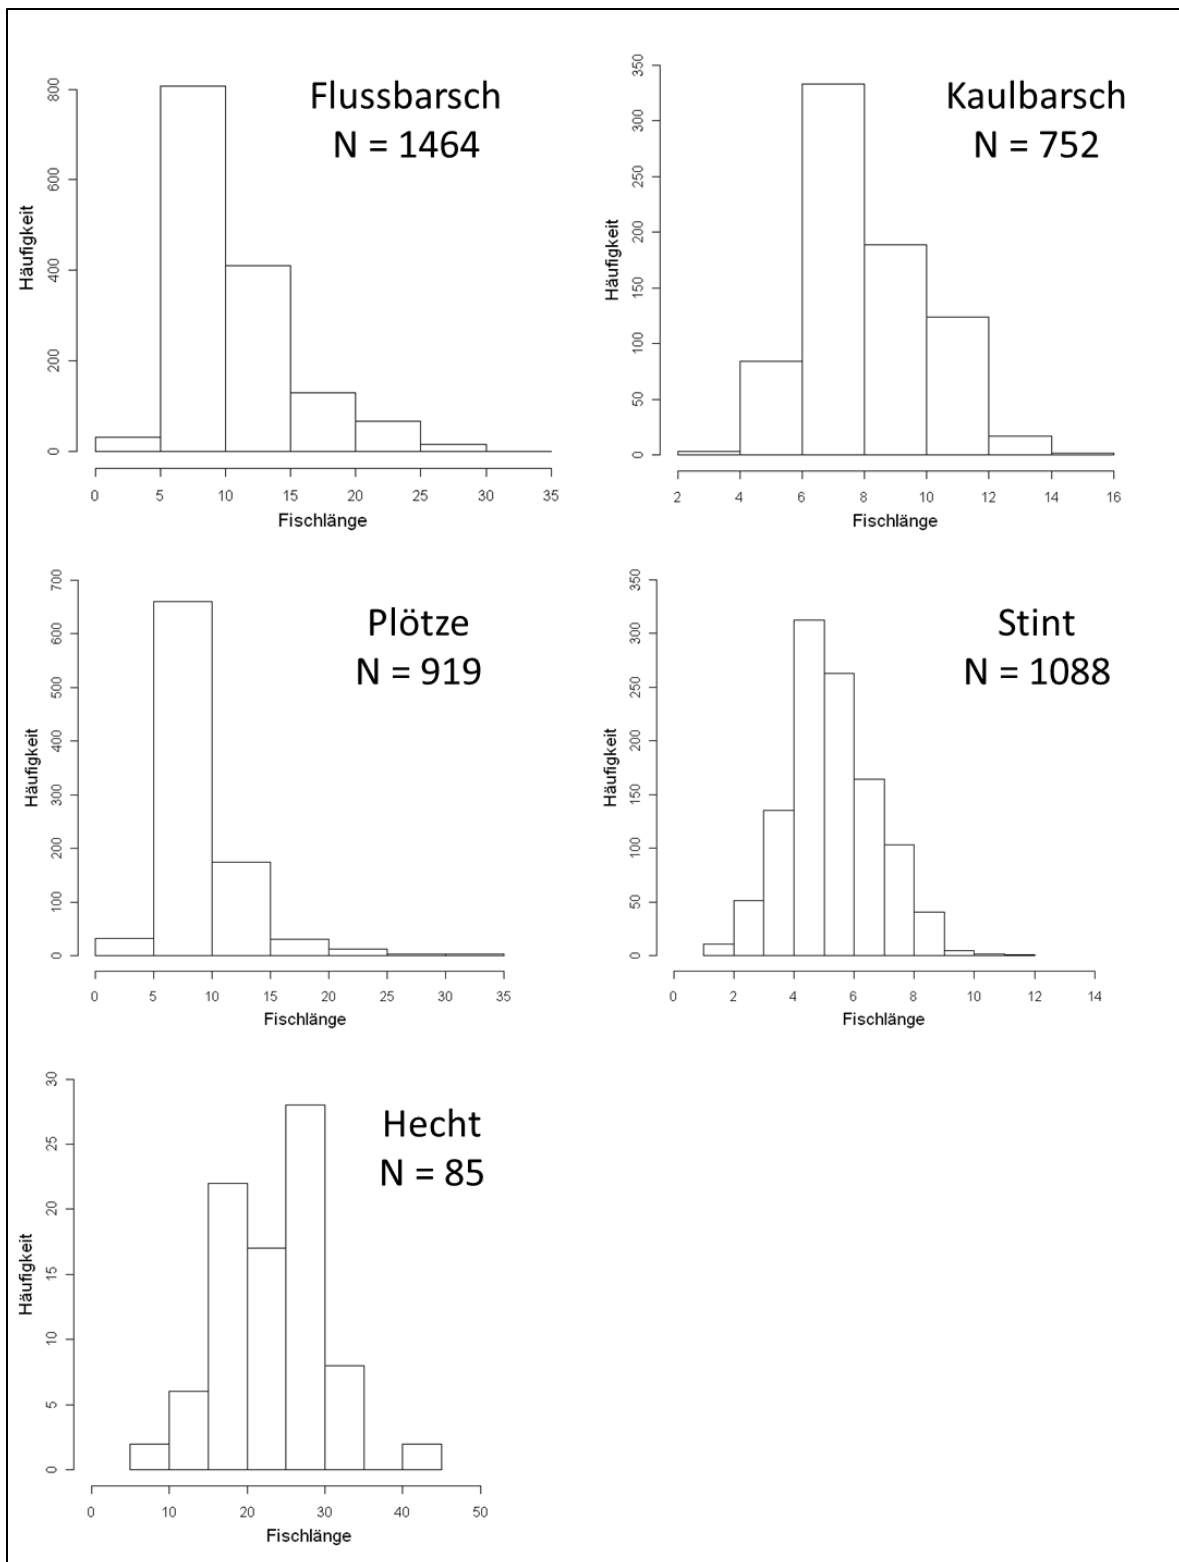 Flussbarsch
N = 1464
Häufigkeit
0 200 400 600 800
0 5 10 15 20 25 30 35
Fischlänge
Kaulbarsch
N = 752
Häufigkeit
0 50 100 150 200 250 300 350
2 4 6 8 10 12 14 16
Fischlänge
Plötze
N = 919
Häufigkeit
0 100 200 300 400 500 600 700
0 5 10 15 20 25 30 35
Fischlänge
Stint
N = 1088
Häufigkeit
0 50 100 150 200 250 300 350
0 2 4 6 8 10 12 14
Fischlänge
Hecht
N = 85
Häufigkeit
0 5 10 15 20 25 30
0 10 20 30 40 50
Fischlänge